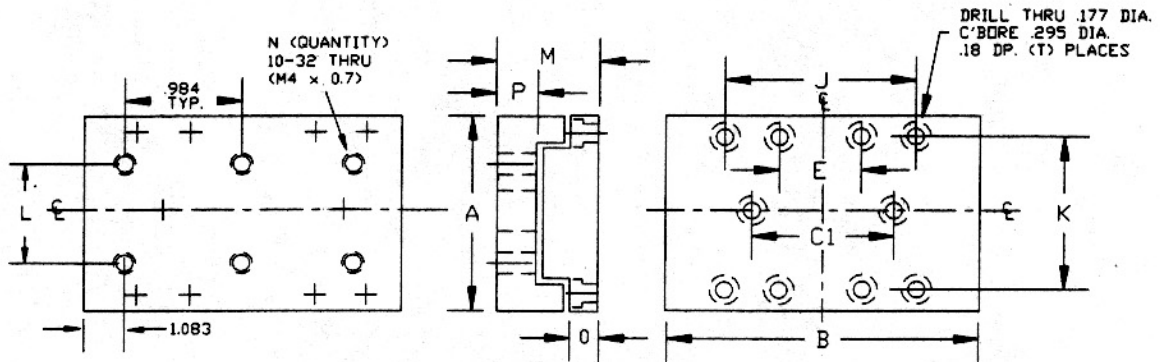 N (QUANTITY)
10-32 THRU
(M4 x 0.7)
.984
TYP.
L
℄
1.083
M
P
A
O
DRILL THRU .177 DIA.
C'BORE .295 DIA.
.18 DP. (T) PLACES
J
℄
E
C1
K
℄
B